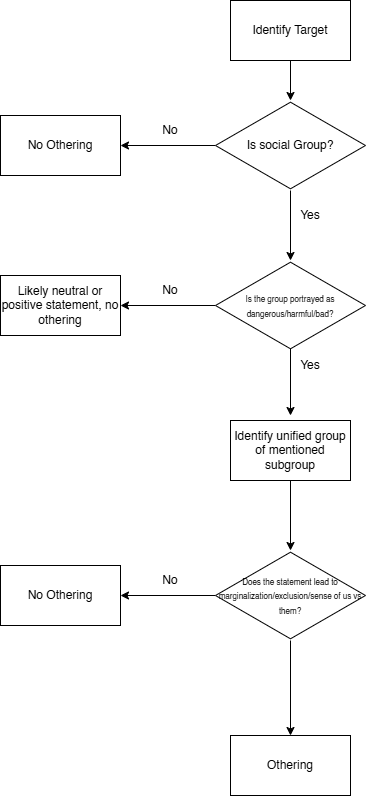 Identify Target
Is social Group?
No
No Othering
Yes
Is the group portrayed as
dangerous/harmful/bad?
No
Likely neutral or
positive statement, no
othering
Yes
Identify unified group
of mentioned
subgroup
Does the statement lead to
marginalization/exclusion/sense of us vs
them?
No
No Othering
Othering